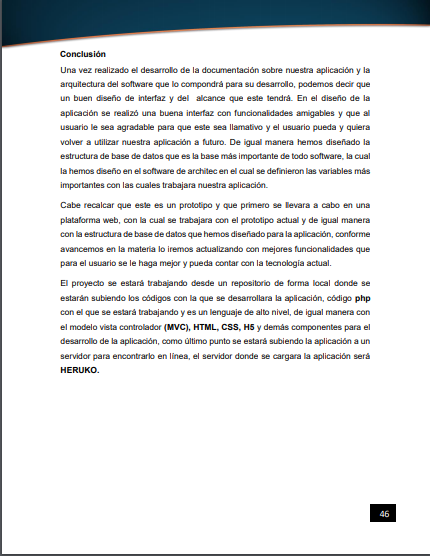 Conclusión
Una vez realizado el desarrollo de la documentación sobre nuestra aplicación y la
arquitectura del software que lo compondrá para su desarrollo, podemos decir que
un buen diseño de interfaz y del alcance que este tendrá. En el diseño de la
aplicación se realizó una buena interfaz con funcionalidades amigables y que al
usuario le sea agradable para que este sea llamativo y el usuario pueda y quiera
volver a utilizar nuestra aplicación a futuro. De igual manera hemos diseñado la
estructura de base de datos que es la base más importante de todo software, la cual
la hemos diseño en el software de architec en el cual se definieron las variables más
importantes con las cuales trabajara nuestra aplicación.
Cabe recalcar que este es un prototipo y que primero se llevara a cabo en una
plataforma web, con la cual se trabajara con el prototipo actual y de igual manera
con la estructura de base de datos que hemos diseñado para la aplicación, conforme
avancemos en la materia lo iremos actualizando con mejores funcionalidades que
para el usuario se le haga mejor y pueda contar con la tecnología actual.
El proyecto se estará trabajando desde un repositorio de forma local donde se
estarán subiendo los códigos con la que se desarrollara la aplicación, código php
con el que se estará trabajando y es un lenguaje de alto nivel, de igual manera con
el modelo vista controlador (MVC), HTML, CSS, H5 y demás componentes para el
desarrollo de la aplicación, como último punto se estará subiendo la aplicación a un
servidor para encontrarlo en línea, el servidor donde se cargara la aplicación será
HERUKO.
46